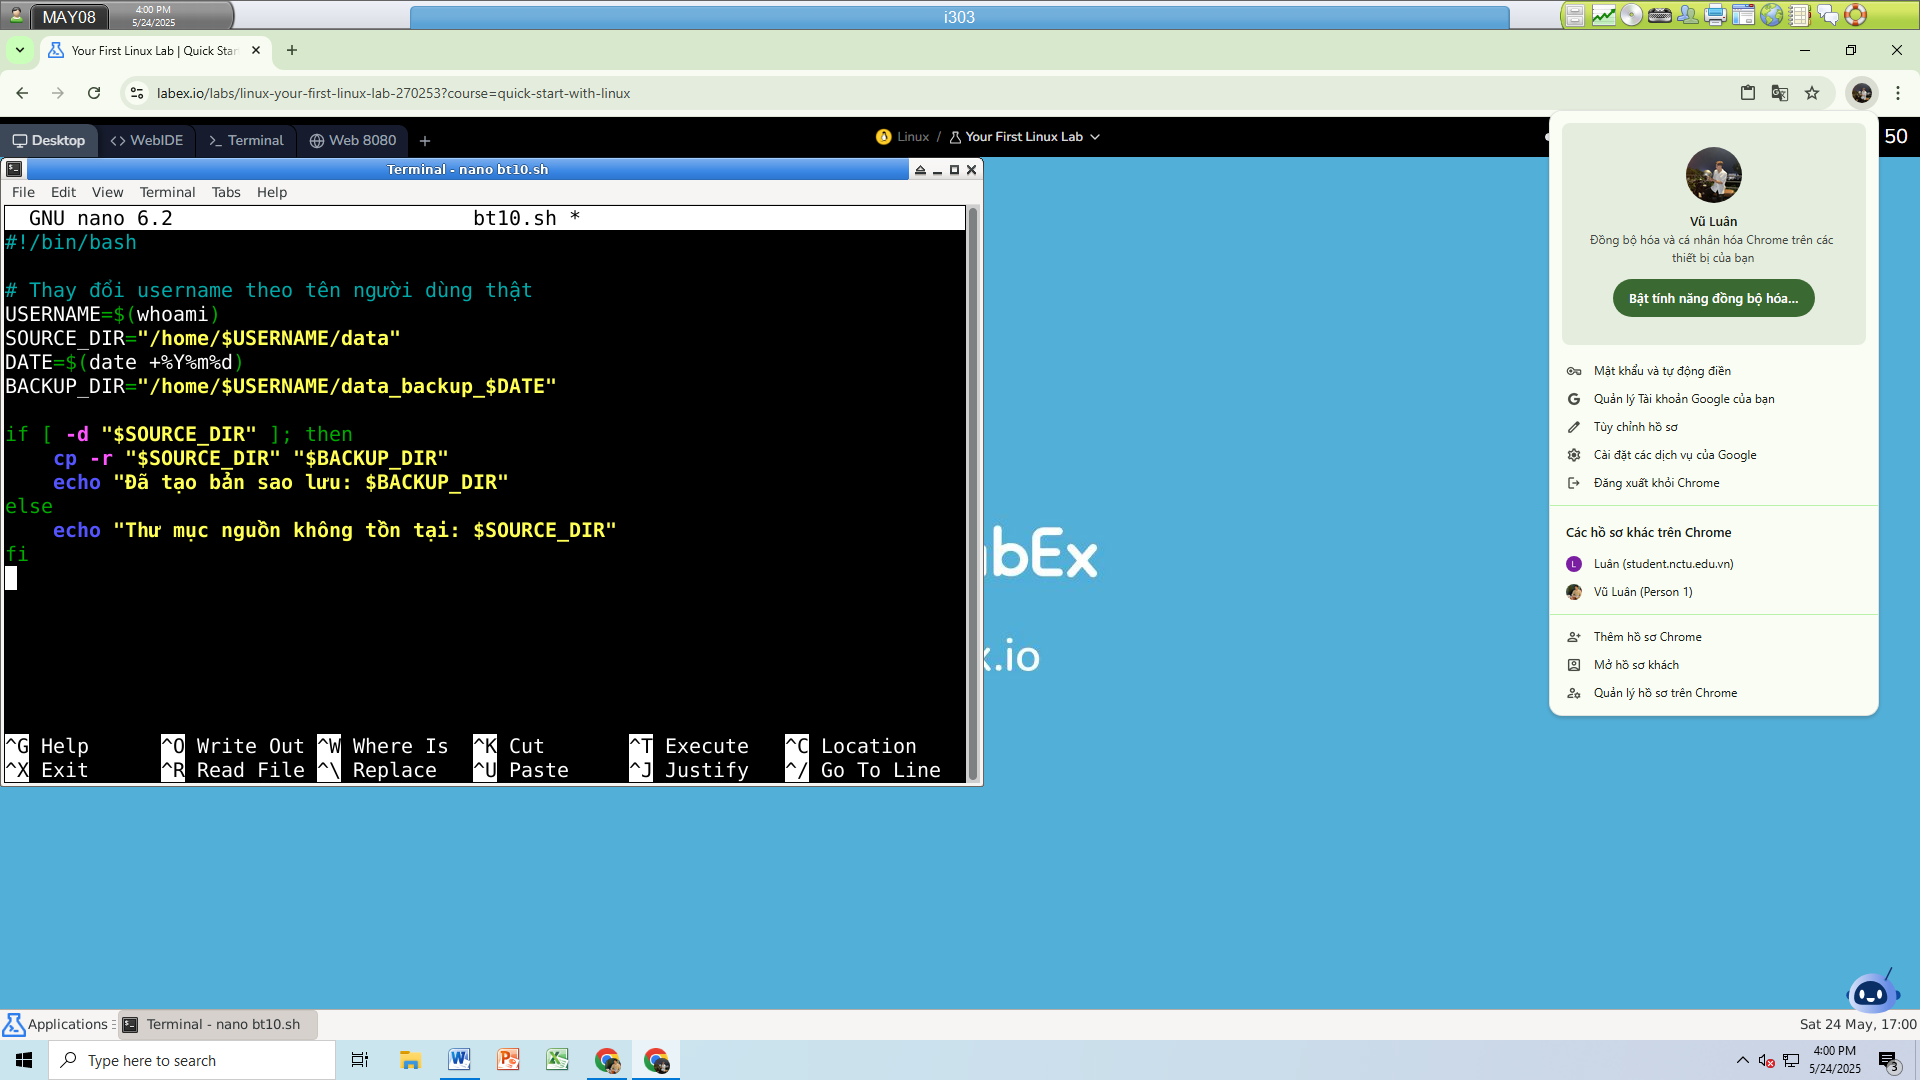 MAY08
4:00 PM
5/24/2025
i303
Your First Linux Lab | Quick Star
labex.io/labs/linux-your-first-linux-lab-270253?course=quick-start-with-linux
Desktop
WebIDE
Terminal
Web 8080
Linux / Your First Linux Lab
50
Terminal - nano bt10.sh
File Edit View Terminal Tabs Help
GNU nano 6.2 bt10.sh *
#!/bin/bash
# Thay đổi username theo tên người dùng thật
USERNAME=$(whoami)
SOURCE_DIR="/home/$USERNAME/data"
DATE=$(date +%Y%m%d)
BACKUP_DIR="/home/$USERNAME/data_backup_$DATE"
if [ -d "$SOURCE_DIR" ]; then
cp -r "$SOURCE_DIR" "$BACKUP_DIR"
echo "Đã tạo bản sao lưu: $BACKUP_DIR"
else
echo "Thư mục nguồn không tồn tại: $SOURCE_DIR"
fi
^G Help ^O Write Out ^W Where Is ^K Cut ^T Execute ^C Location
^X Exit ^R Read File ^\ Replace ^U Paste ^J Justify ^/ Go To Line
abEx
x.io
Vũ Luân
Đồng bộ hóa và cá nhân hóa Chrome trên các
thiết bị của bạn
Bật tính năng đồng bộ hóa...
Mật khẩu và tự động điền
Quản lý Tài khoản Google của bạn
Tùy chỉnh hồ sơ
Cài đặt các dịch vụ của Google
Đăng xuất khỏi Chrome
Các hồ sơ khác trên Chrome
L
Luân (student.nctu.edu.vn)
Vũ Luân (Person 1)
Thêm hồ sơ Chrome
Mở hồ sơ khách
Quản lý hồ sơ trên Chrome
Applications
Terminal - nano bt10.sh
Sat 24 May, 17:00
Type here to search
4:00 PM
5/24/2025
3